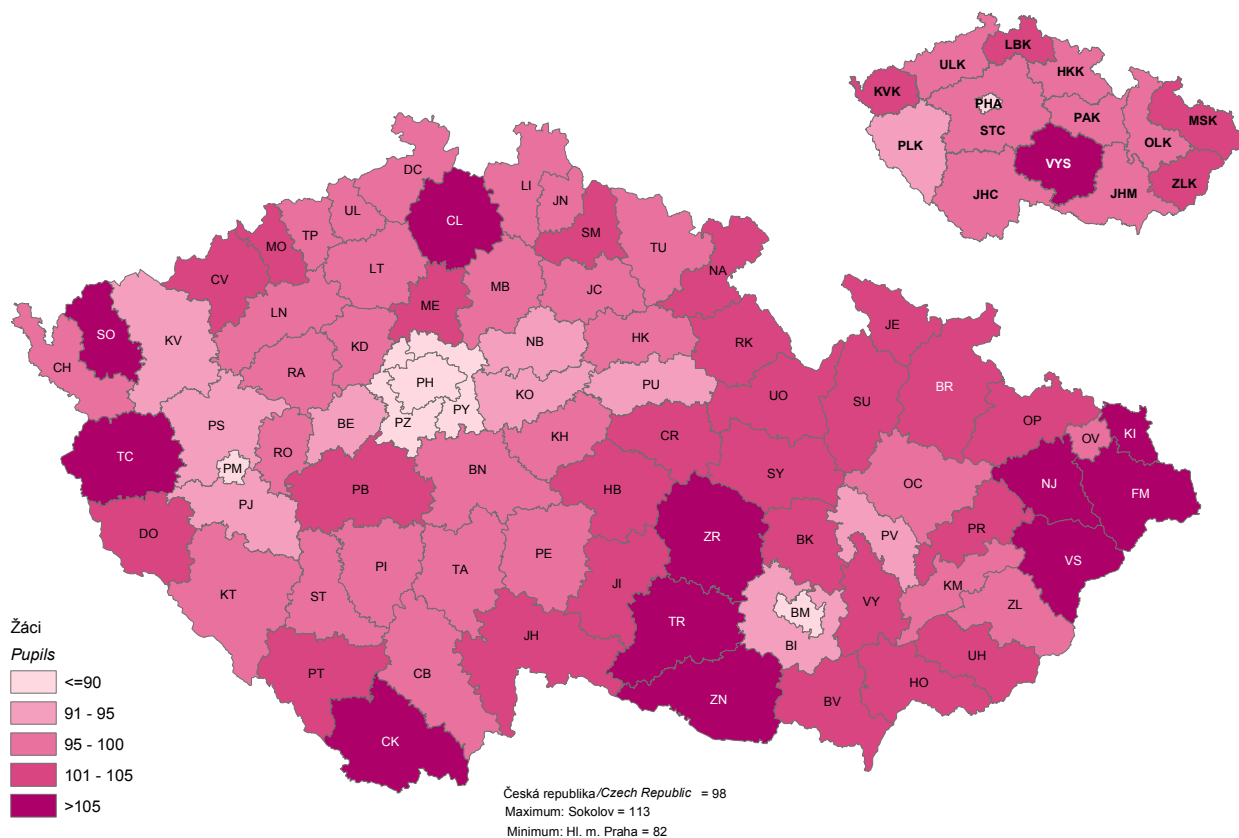 LBK
ULK
HKK
KVK
PHA
PAK
MSK
STC
OLK
PLK
VYS
ZLK
JHC
JHM
DC
LI
JN
UL
CL
SM
TP
MO
TU
NA
CV
LT
MB
JC
ME
LN
JE
SO
KV
NB
HK
RK
KD
CH
RA
PH
BR
PU
KO
UO
SU
PZ
PY
BE
PS
OP
KI
KH
CR
OV
RO
TC
PM
BN
SY
OC
NJ
FM
PB
HB
PJ
PR
DO
ZR
PV
BK
VS
PE
PI
TA
JI
KM
KT
ST
VY
ZL
BM
TR
Žáci
JH
BI
UH
Pupils
PT
CB
HO
<=90
ZN
BV
91 - 95
CK
95 - 100
101 - 105
>105
Česká republika/Czech Republic = 98
Maximum: Sokolov = 113
Minimum: Hl. m. Praha = 82